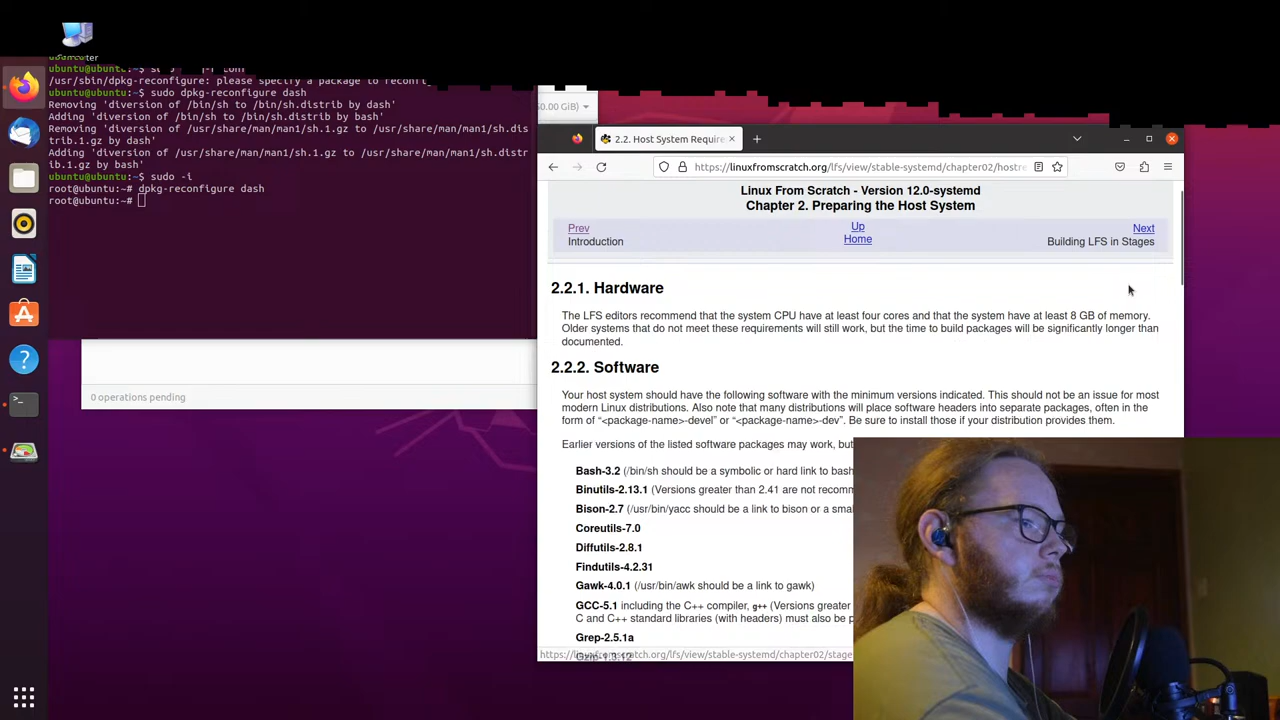 ubuntu@ubuntu:~$
/usr/sbin/dpkg-reconfigure: please specify a package to reconfi
ubuntu@ubuntu:~$ sudo dpkg-reconfigure dash
Removing 'diversion of /bin/sh to /bin/sh.distrib by dash'
Adding 'diversion of /bin/sh to /bin/sh.distrib by bash'
Removing 'diversion of /usr/share/man/man1/sh.1.gz to /usr/share/man/man1/sh.dis
trib.1.gz by dash'
Adding 'diversion of /usr/share/man/man1/sh.1.gz to /usr/share/man/man1/sh.distr
ib.1.gz by bash'
ubuntu@ubuntu:~$ sudo -i
root@ubuntu:~# dpkg-reconfigure dash
root@ubuntu:~#
0 operations pending
2.2. Host System Require
https://linuxfromscratch.org/lfs/view/stable-systemd/chapter02/hostre
Linux From Scratch - Version 12.0-systemd
Chapter 2. Preparing the Host System
Prev
Introduction
Up
Home
Next
Building LFS in Stages
2.2.1. Hardware
The LFS editors recommend that the system CPU have at least four cores and that the system have at least 8 GB of memory.
Older systems that do not meet these requirements will still work, but the time to build packages will be significantly longer than
documented.
2.2.2. Software
Your host system should have the following software with the minimum versions indicated. This should not be an issue for most
modern Linux distributions. Also note that many distributions will place software headers into separate packages, often in the
form of “<package-name>-devel” or “<package-name>-dev”. Be sure to install those if your distribution provides them.
Earlier versions of the listed software packages may work, but
Bash-3.2 (/bin/sh should be a symbolic or hard link to bash
Binutils-2.13.1 (Versions greater than 2.41 are not recomm
Bison-2.7 (/usr/bin/yacc should be a link to bison or a sma
Coreutils-7.0
Diffutils-2.8.1
Findutils-4.2.31
Gawk-4.0.1 (/usr/bin/awk should be a link to gawk)
GCC-5.1 including the C++ compiler, g++ (Versions greater
C and C++ standard libraries (with headers) must also be p
Grep-2.5.1a
https://linuxfromscratch.org/lfs/view/stable-systemd/chapter02/stage